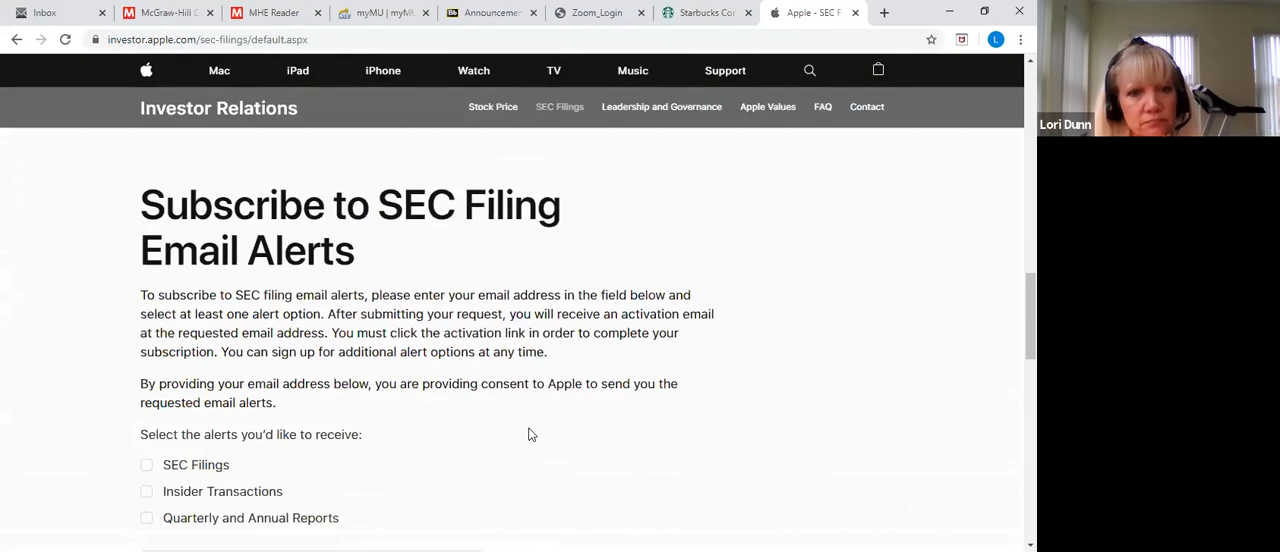 Inbox
McGraw-Hill C
MHE Reader
myMU | myMU
Announcemen
Zoom_Login
Starbucks Cor
Apple - SEC F
investor.apple.com/sec-filings/default.aspx
L
Mac
iPad
iPhone
Watch
TV
Music
Support
Investor Relations
Stock Price
SEC Filings
Leadership and Governance
Apple Values
FAQ
Contact
Lori Dunn
Subscribe to SEC Filing
Email Alerts
To subscribe to SEC filing email alerts, please enter your email address in the field below and
select at least one alert option. After submitting your request, you will receive an activation email
at the requested email address. You must click the activation link in order to complete your
subscription. You can sign up for additional alert options at any time.
By providing your email address below, you are providing consent to Apple to send you the
requested email alerts.
Select the alerts you'd like to receive:
SEC Filings
Insider Transactions
Quarterly and Annual Reports